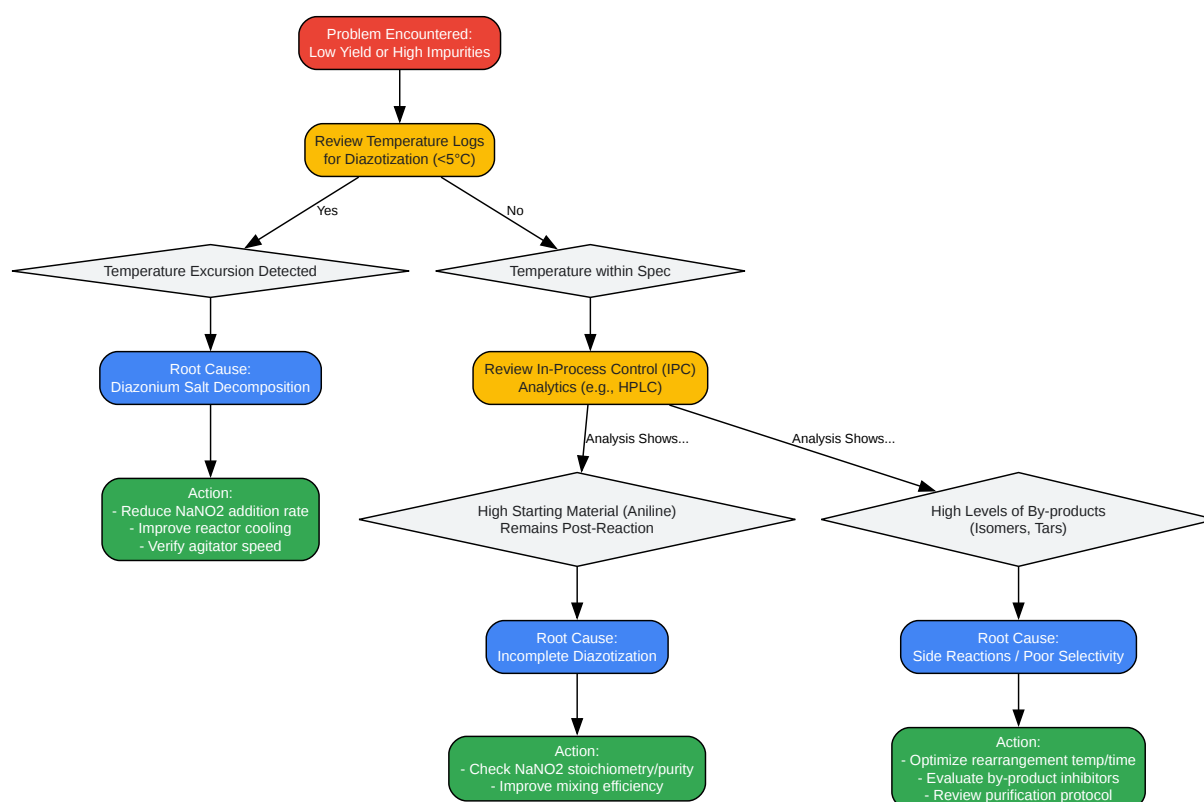 Problem Encountered:
Low Yield or High Impurities
Review Temperature Logs
for Diazotization (<5°C)
Yes
No
Temperature Excursion Detected
Temperature within Spec
Root Cause:
Diazonium Salt Decomposition
Review In-Process Control (IPC)
Analytics (e.g., HPLC)
Analysis Shows...
Analysis Shows...
Action:
- Reduce NaNO2 addition rate
- Improve reactor cooling
- Verify agitator speed
High Starting Material (Aniline)
Remains Post-Reaction
High Levels of By-products
(Isomers, Tars)
Root Cause:
Incomplete Diazotization
Root Cause:
Side Reactions / Poor Selectivity
Action:
- Check NaNO2 stoichiometry/purity
- Improve mixing efficiency
Action:
- Optimize rearrangement temp/time
- Evaluate by-product inhibitors
- Review purification protocol